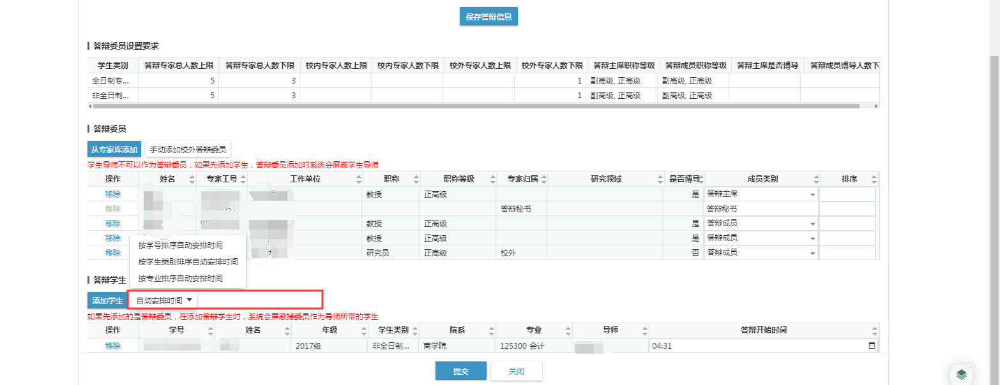 保存答辩信息
答辩委员设置要求
学生类别 答辩专家总人数上限 答辩专家总人数下限 校内专家人数上限 校内专家人数下限 校外专家人数上限 校外专家人数下限 答辩主席职称等级 答辩成员职称等级 答辩主席是否博导 答辩成员博导人数下
全日制专... 5 3 1 副高级, 正高级 副高级, 正高级
非全日制... 5 3 1 副高级, 正高级 副高级, 正高级
答辩委员
从专家库添加 手动添加校外答辩委员
学生导师不可以作为答辩委员，如果先添加学生，答辩委员添加时系统会屏蔽学生导师
操作 姓名 专家工号 工作单位 职称 职称等级 专家归属 研究领域 是否博导 成员类别 排序
移除 教授 正高级 是 答辩主席
移除 答辩秘书 答辩秘书
移除 教授 正高级 是 答辩成员
移除 教授 正高级 是 答辩成员
移除 研究员 正高级 校外 否 答辩成员
按学号排序自动安排时间
按学生类别排序自动安排时间
按专业排序自动安排时间
答辩学生
添加学生 自动安排时间
如果先添加的是答辩委员，在添加答辩学生时，系统会屏蔽掉委员作为导师所带的学生
操作 学号 姓名 年级 学生类别 院系 专业 导师 答辩开始时间
移除 2017级 非全日制... 商学院 125300 会计 04:31
提交 关闭